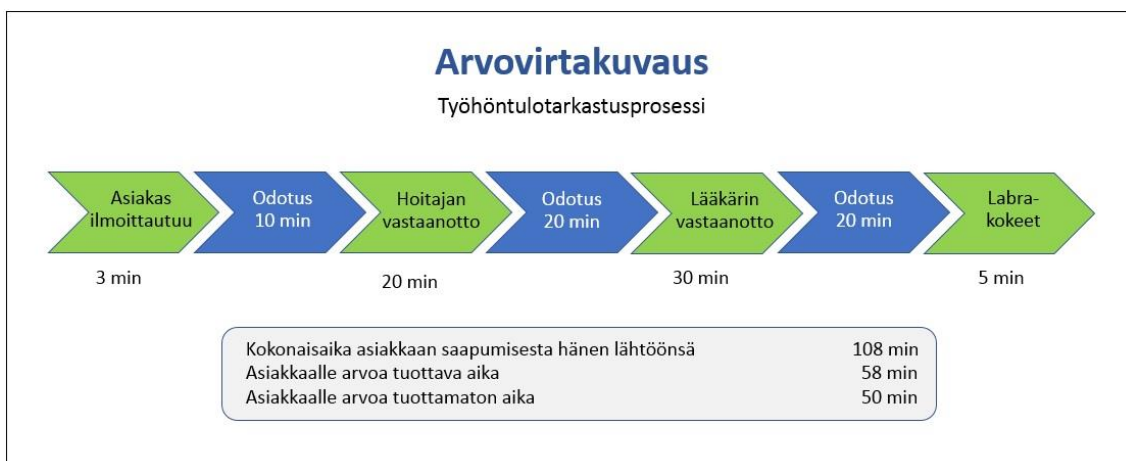 Arvovirtakuvaus
Työhöntulotarkastusprosessi
Asiakas
ilmoittautuu
Odotus
10 min
Hoitajan
vastaanotto
Odotus
20 min
Lääkärin
vastaanotto
Odotus
20 min
Labra-
kokeet
3 min
20 min
30 min
5 min
Kokonaisaika asiakkaan saapumisesta hänen lähtöönsä 108 min
Asiakkaalle arvoa tuottava aika 58 min
Asiakkaalle arvoa tuottamaton aika 50 min